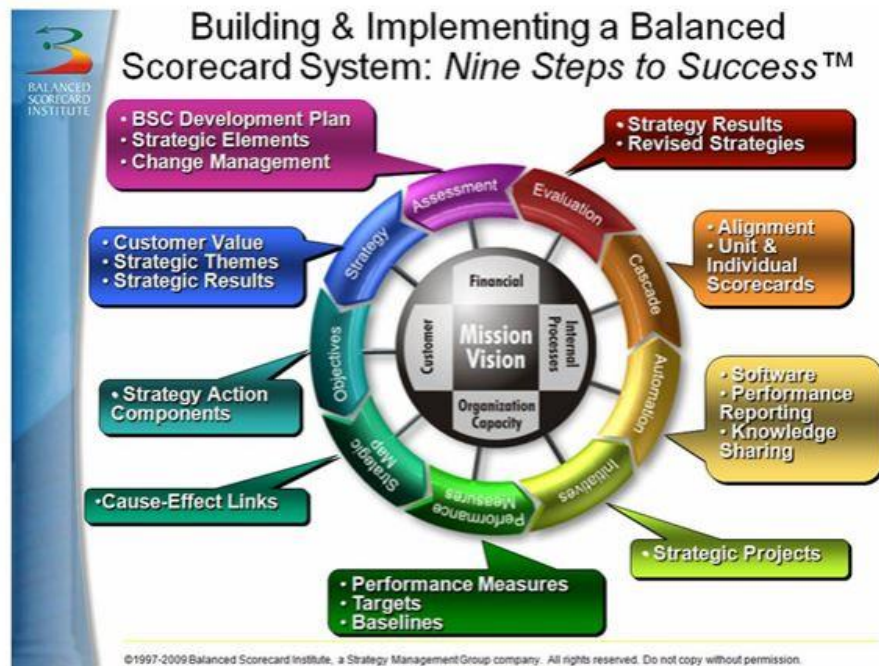 Building & Implementing a Balanced
Scorecard System: Nine Steps to Success™
BALANCED
SCORECARD
INSTITUTE
• BSC Development Plan
• Strategic Elements
• Change Management
• Strategy Results
• Revised Strategies
• Customer Value
• Strategic Themes
• Strategic Results
• Alignment
• Unit &
Individual
Scorecards
• Strategy Action
Components
• Software
• Performance
Reporting
• Knowledge
Sharing
•Cause-Effect Links
• Strategic Projects
• Performance Measures
• Targets
• Baselines
Assessment
Evaluation
Cascade
Automation
Initiatives
Performance
Measures
Strategic
Map
Objectives
Strategy
Financial
Customer
Mission
Vision
Internal
Processes
Organization
Capacity
©1997-2009 Balanced Scorecard Institute, a Strategy Management Group company. All rights reserved. Do not copy without permission.